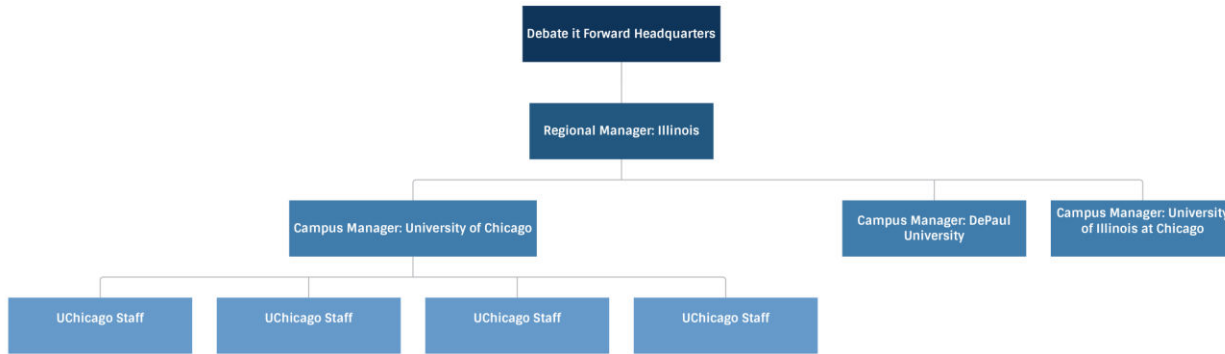 Debate it Forward Headquarters
Regional Manager: Illinois
Campus Manager: University of Chicago
Campus Manager: DePaul
University
Campus Manager: University
of Illinois at Chicago
UChicago Staff
UChicago Staff
UChicago Staff
UChicago Staff